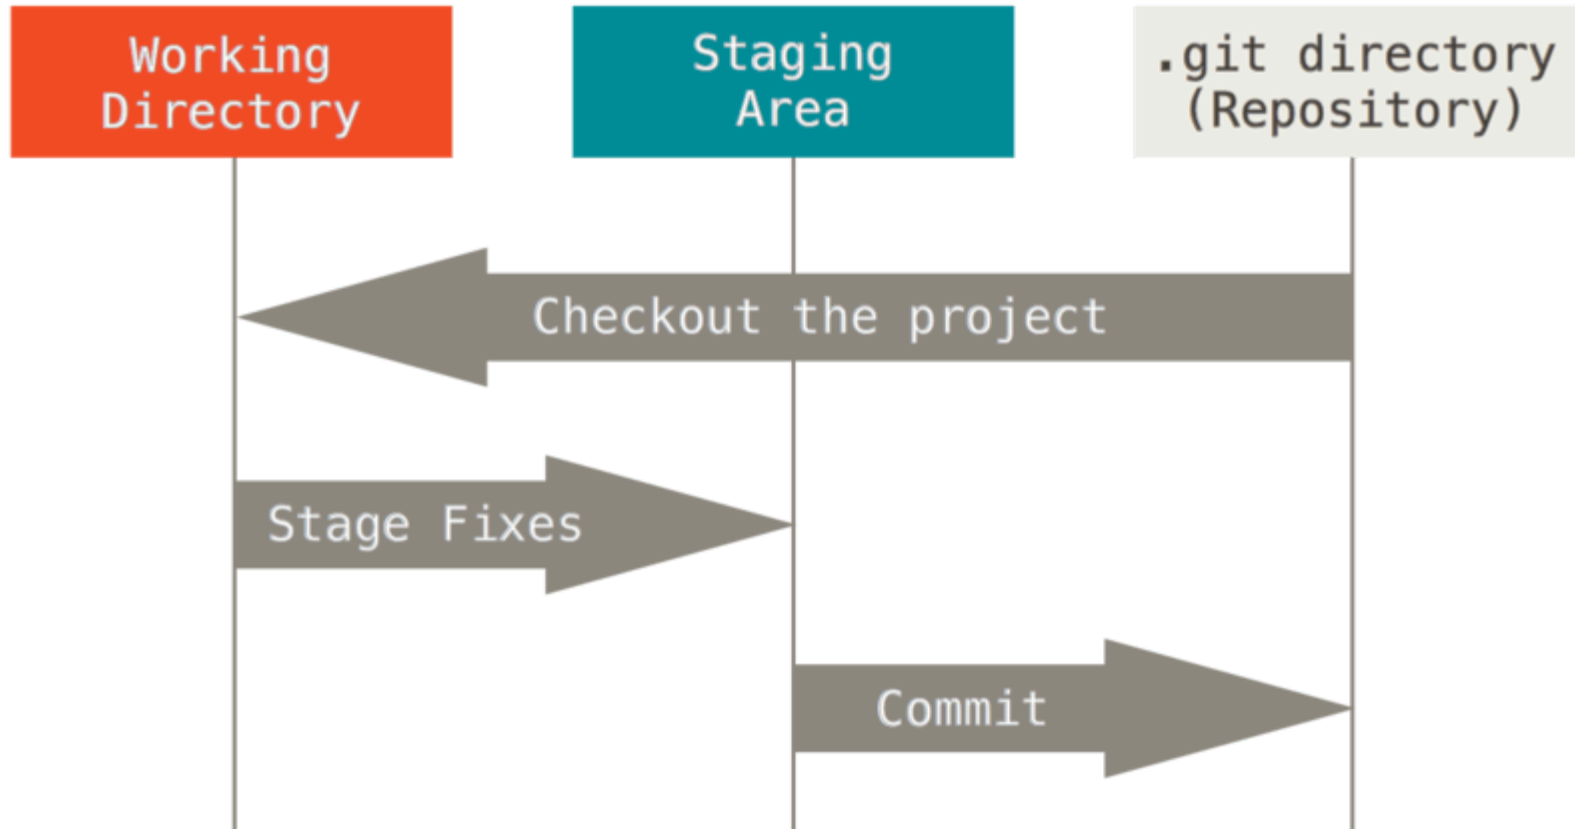 Working
Directory
Staging
Area
.git directory
(Repository)
Checkout the project
Stage Fixes
Commit